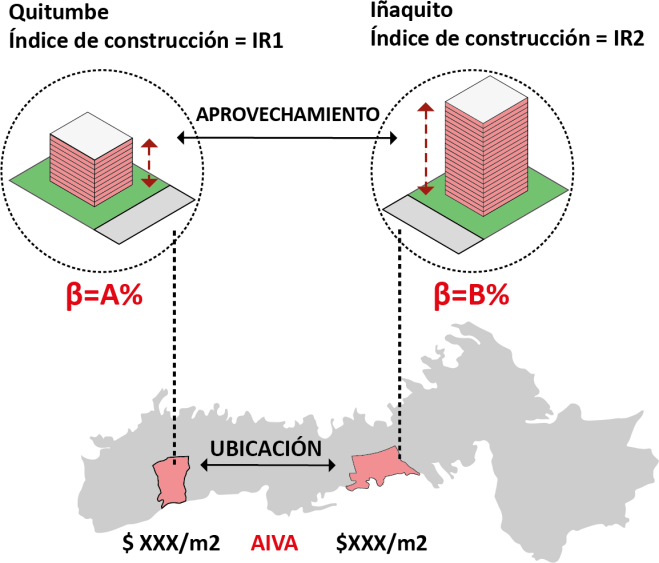 Quitumbe
Índice de construcción = IR1
Iñaquito
Índice de construcción = IR2
APROVECHAMIENTO
β=A%
β=B%
UBICACIÓN
$ XXX/m2
AIVA
$XXX/m2